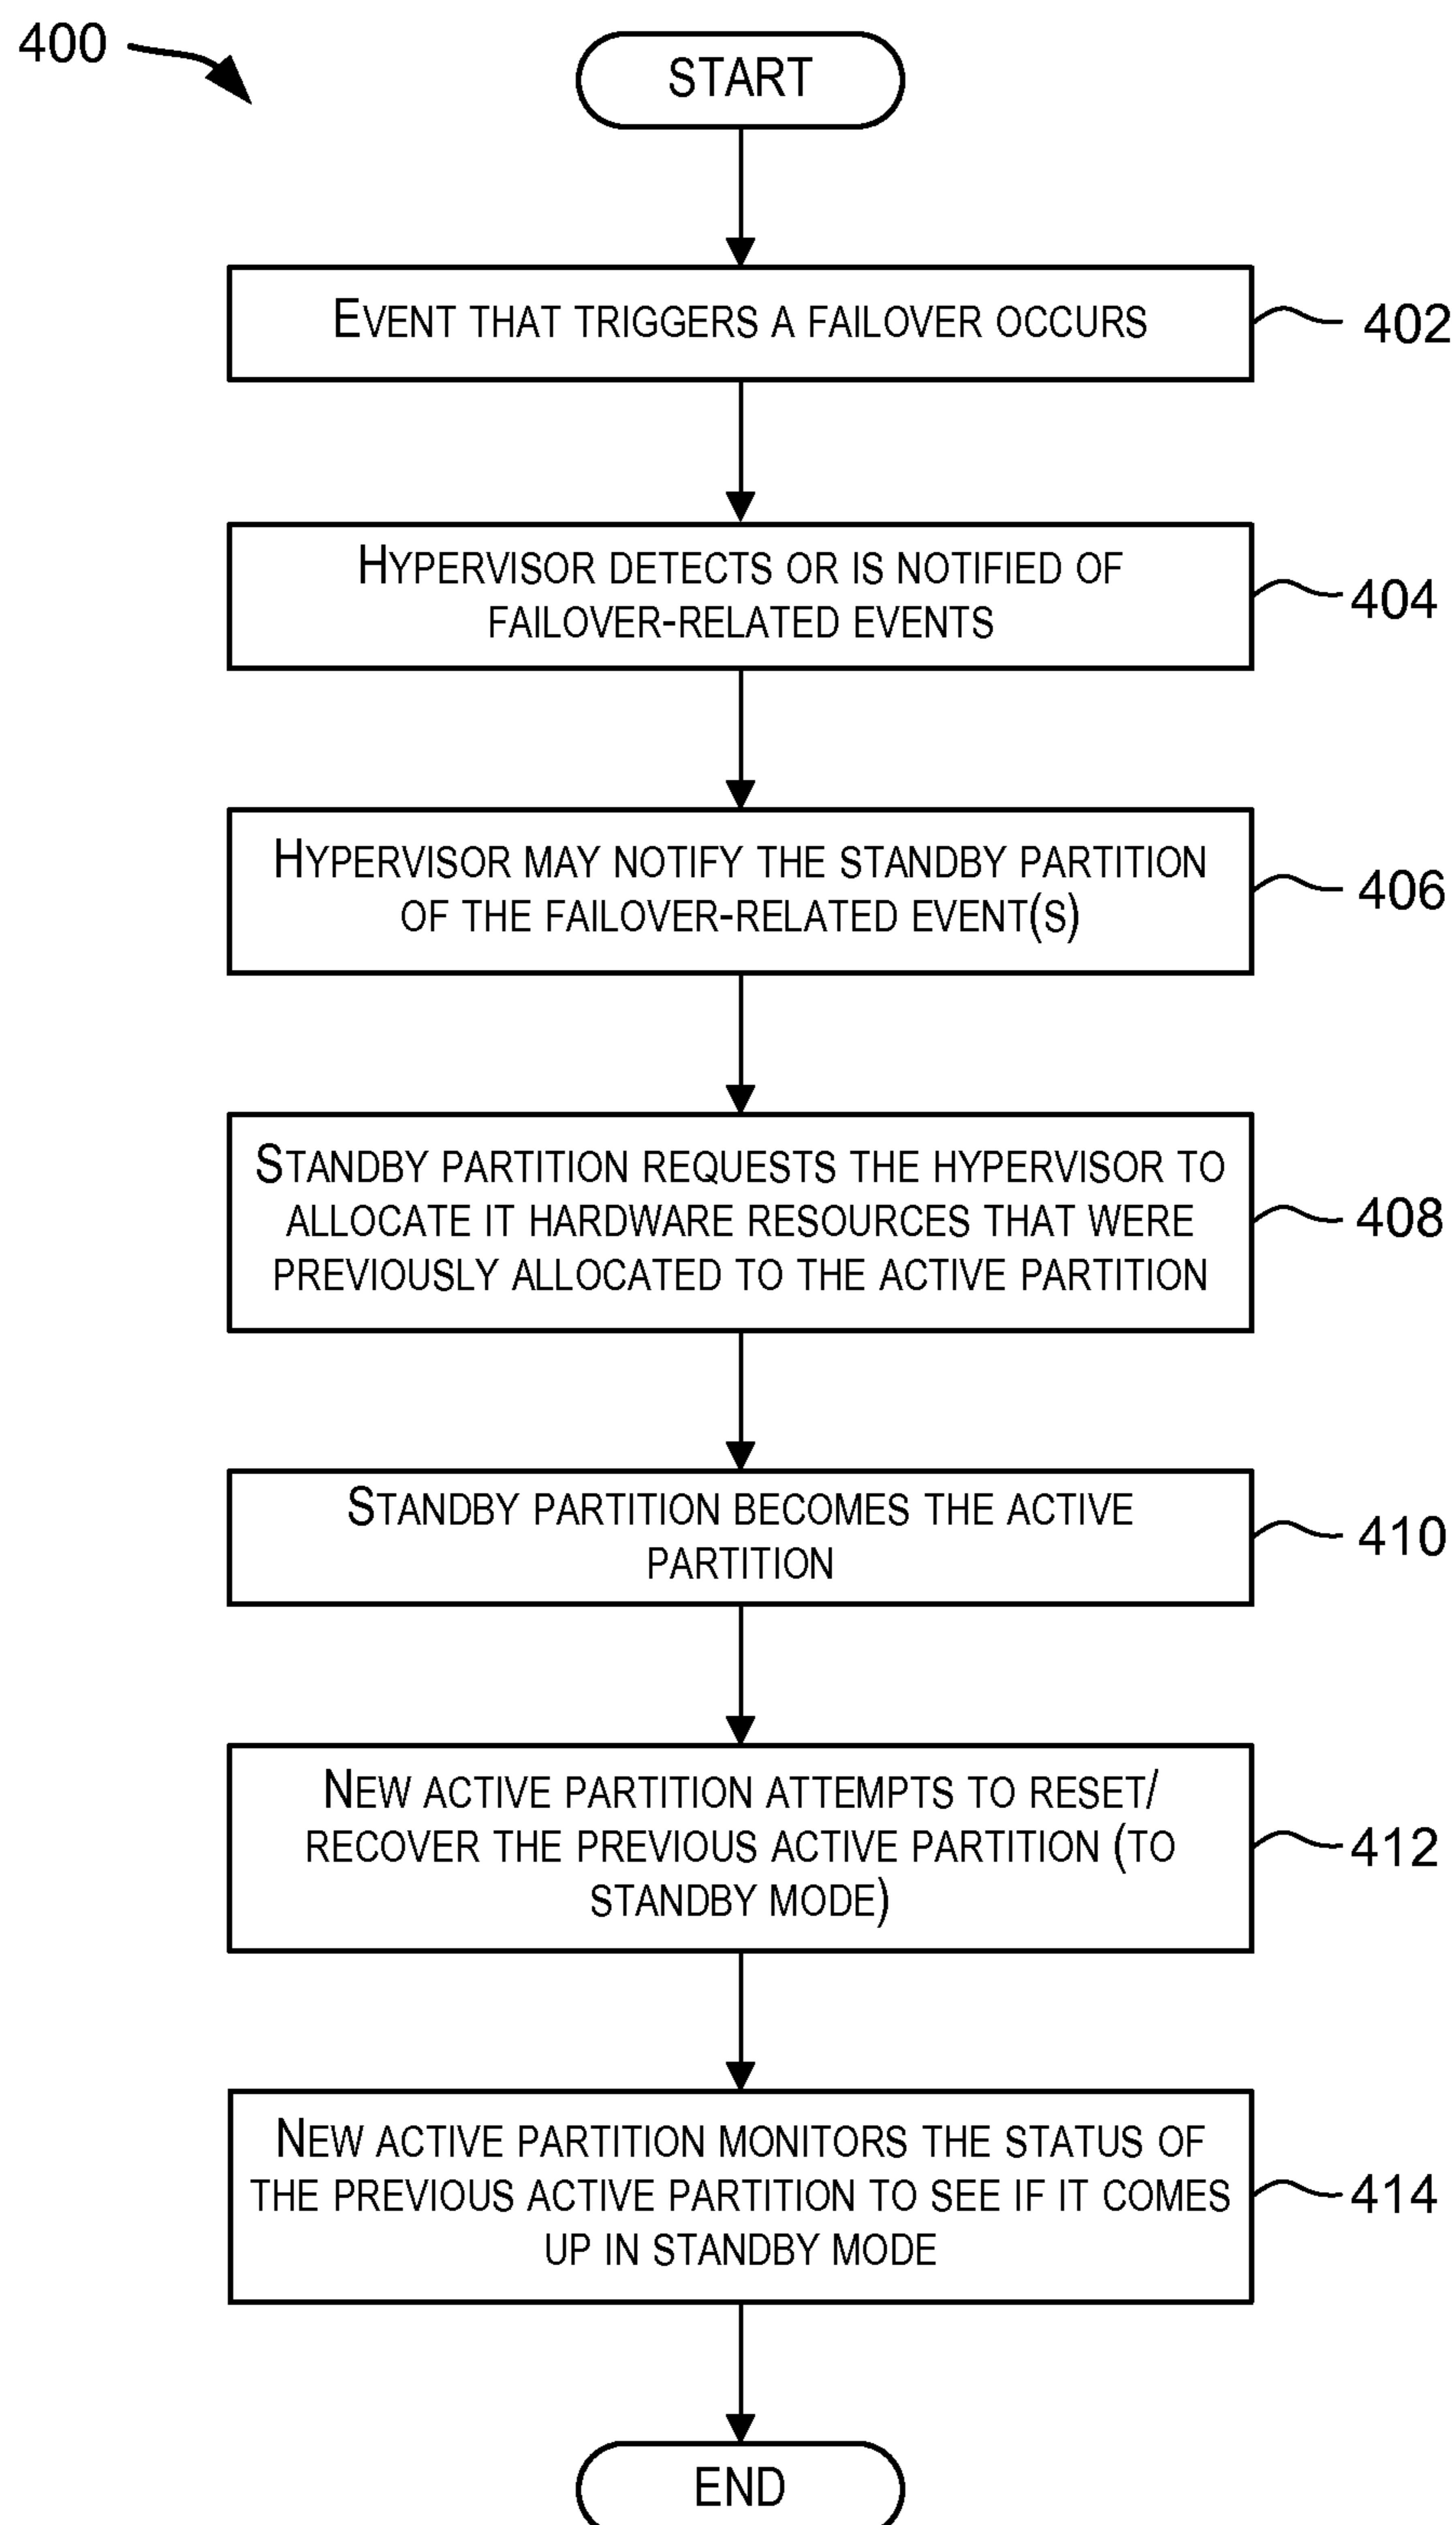 400
START
EVENT THAT TRIGGERS A FAILOVER OCCURS
402
HYPERVISOR DETECTS OR IS NOTIFIED OF
FAILOVER-RELATED EVENTS
404
HYPERVISOR MAY NOTIFY THE STANDBY PARTITION
OF THE FAILOVER-RELATED EVENT(S)
406
STANDBY PARTITION REQUESTS THE HYPERVISOR TO
ALLOCATE IT HARDWARE RESOURCES THAT WERE
PREVIOUSLY ALLOCATED TO THE ACTIVE PARTITION
408
STANDBY PARTITION BECOMES THE ACTIVE
PARTITION
410
NEW ACTIVE PARTITION ATTEMPTS TO RESET/
RECOVER THE PREVIOUS ACTIVE PARTITION (TO
STANDBY MODE)
412
NEW ACTIVE PARTITION MONITORS THE STATUS OF
THE PREVIOUS ACTIVE PARTITION TO SEE IF IT COMES
UP IN STANDBY MODE
414
END